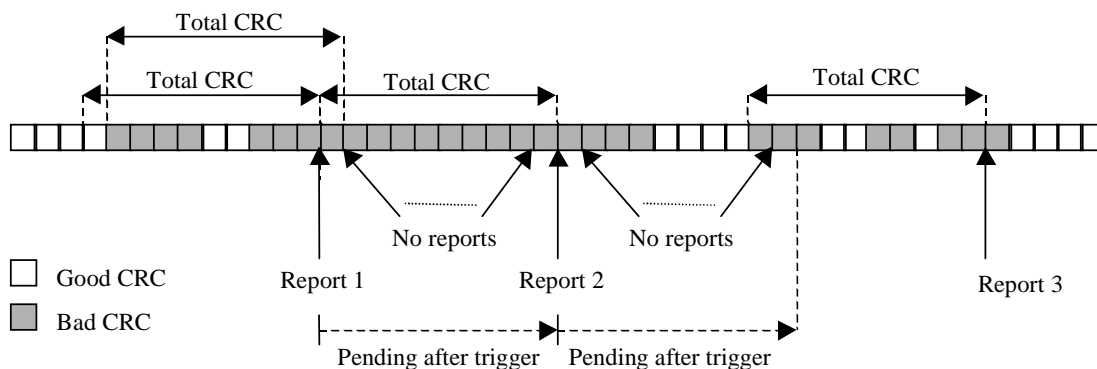 Total CRC
Total CRC
Total CRC
Total CRC
No reports
No reports
Good CRC
Report 1
Report 2
Report 3
Bad CRC
Pending after trigger
Pending after trigger